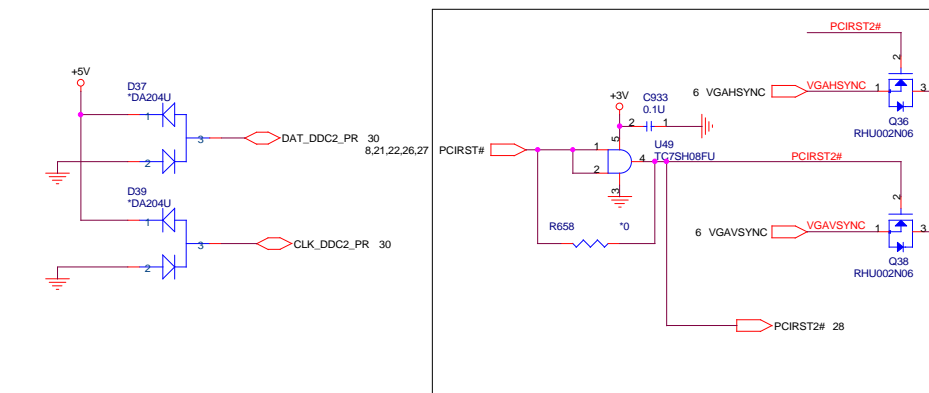 +5V
D37
*DA204U
1
3
2
DAT_DDC2_PR 30
D39
*DA204U
1
3
2
CLK_DDC2_PR 30
8,21,22,26,27 PCIRST#
+3V
C933
0.1U
2
1
5
U49
TC7SH08FU
1
2
4
3
R658 *0
PCIRST2#
2
6 VGAHSYNC
VGAHSYNC
1
3
Q36
RHU002N06
PCIRST2#
2
6 VGAVSYNC
VGAVSYNC
1
3
Q38
RHU002N06
PCIRST2# 28